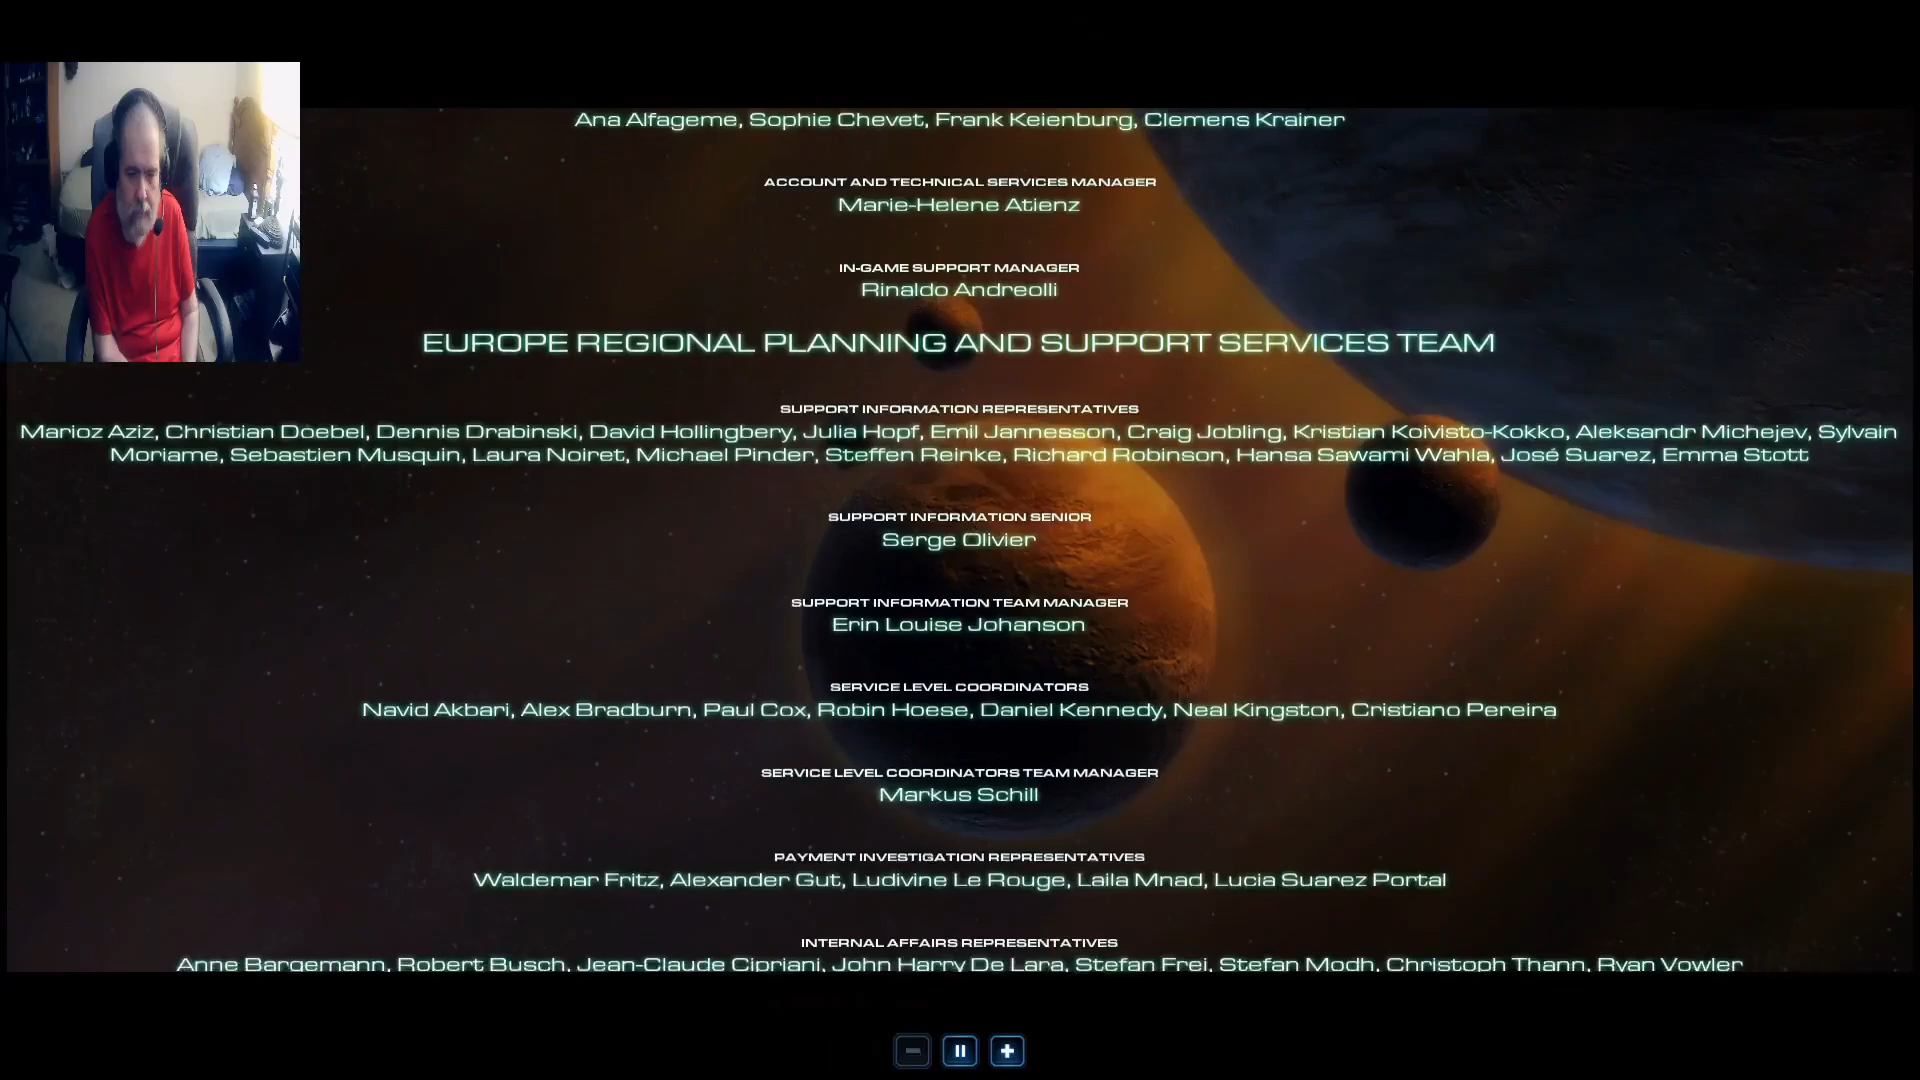 Ana Alfageme, Sophie Chevet, Frank Keienburg, Clemens Krainer
ACCOUNT AND TECHNICAL SERVICES MANAGER
Marie-Helene Atienz
IN-GAME SUPPORT MANAGER
Rinaldo Andreolli
EUROPE REGIONAL PLANNING AND SUPPORT SERVICES TEAM
SUPPORT INFORMATION REPRESENTATIVES
Marioz Aziz, Christian Doebel, Dennis Drabinski, David Hollingbery, Julia Hopf, Emil Jannesson, Craig Jobling, Kristian Koivisto-Kokko, Aleksandr Michejev, Sylvain
Moriame, Sebastien Musquin, Laura Noiret, Michael Pinder, Steffen Reinke, Richard Robinson, Hansa Sawami Wahla, José Suarez, Emma Stott
SUPPORT INFORMATION SENIOR
Serge Olivier
SUPPORT INFORMATION TEAM MANAGER
Erin Louise Johanson
SERVICE LEVEL COORDINATORS
Navid Akbari, Alex Bradburn, Paul Cox, Robin Hoese, Daniel Kennedy, Neal Kingston, Cristiano Pereira
SERVICE LEVEL COORDINATORS TEAM MANAGER
Markus Schill
PAYMENT INVESTIGATION REPRESENTATIVES
Waldemar Fritz, Alexander Gut, Ludivine Le Rouge, Laila Mnad, Lucia Suarez Portal
INTERNAL AFFAIRS REPRESENTATIVES
Anne Bargemann, Robert Busch, Jean-Claude Cipriani, John Harry De Lara, Stefan Frei, Stefan Modh, Christoph Thann, Ryan Vowler